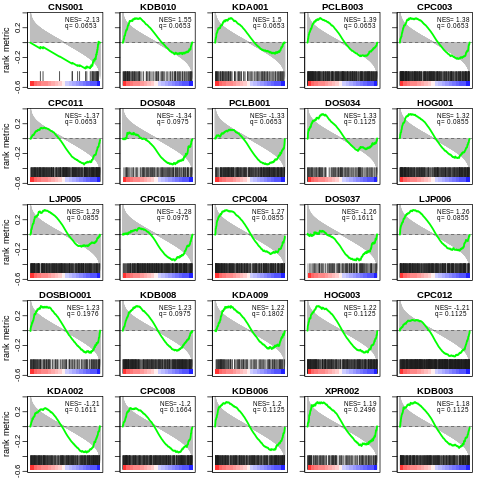 CNS001 KDB010 KDA001 PCLB003 CPC003
NES= -2.13 NES= 1.55 NES= 1.5 NES= 1.39 NES= 1.38
q= 0.0653 q= 0.0653 q= 0.0653 q= 0.0653 q= 0.0653
rank metric
-0.6 -0.2 0.2
CPC011 DOS048 PCLB001 DOS034 HOG001
NES= -1.37 NES= -1.34 NES= -1.33 NES= 1.33 NES= 1.32
q= 0.0653 q= 0.0975 q= 0.0653 q= 0.1125 q= 0.0855
rank metric
-0.6 -0.2 0.2
LJP005 CPC015 CPC004 DOS037 LJP006
NES= 1.29 NES= -1.28 NES= 1.27 NES= -1.26 NES= 1.26
q= 0.0855 q= 0.0975 q= 0.0855 q= 0.1611 q= 0.0855
rank metric
-0.6 -0.2 0.2
DOSBIO001 KDB008 KDA009 HOG003 CPC012
NES= 1.23 NES= 1.23 NES= 1.22 NES= 1.22 NES= -1.21
q= 0.1976 q= 0.0975 q= 0.1802 q= 0.1125 q= 0.1125
rank metric
-0.6 -0.2 0.2
KDA002 CPC008 KDB006 XPR002 KDB003
NES= -1.21 NES= -1.2 NES= 1.2 NES= 1.19 NES= 1.18
q= 0.1611 q= 0.1664 q= 0.1125 q= 0.2496 q= 0.1125
rank metric
-0.6 -0.2 0.2